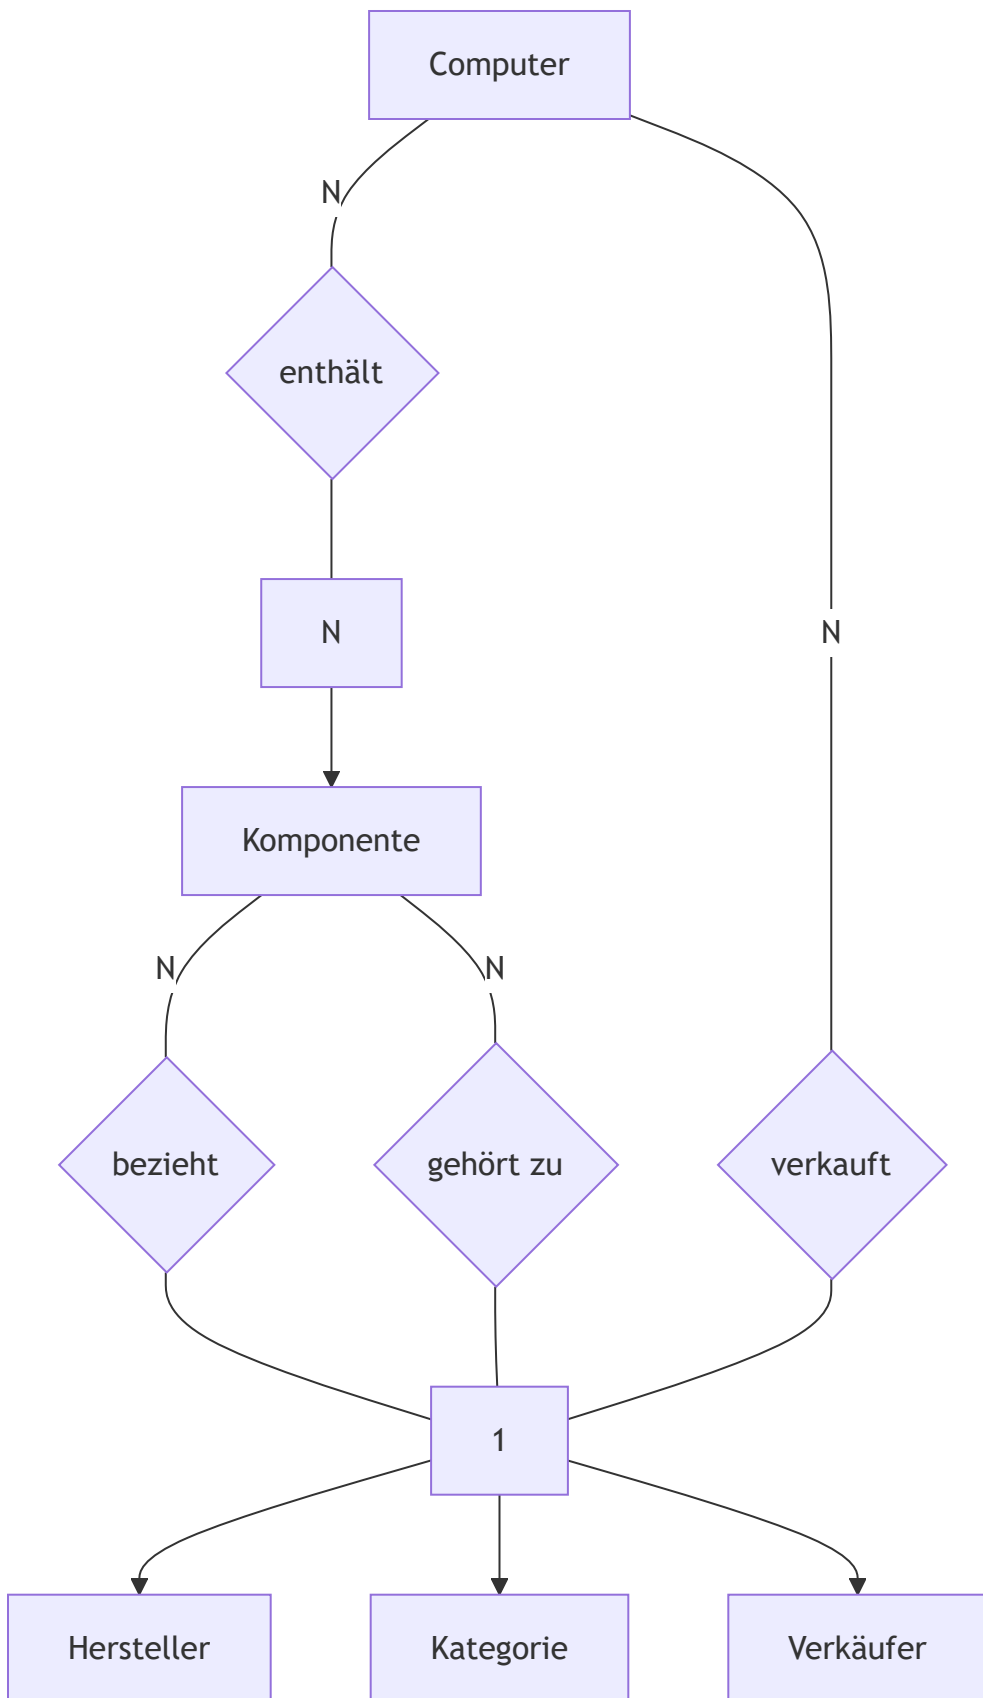 Computer
N
enthält
N
N
Komponente
N
N
bezieht
gehört zu
verkauft
1
Hersteller
Kategorie
Verkäufer